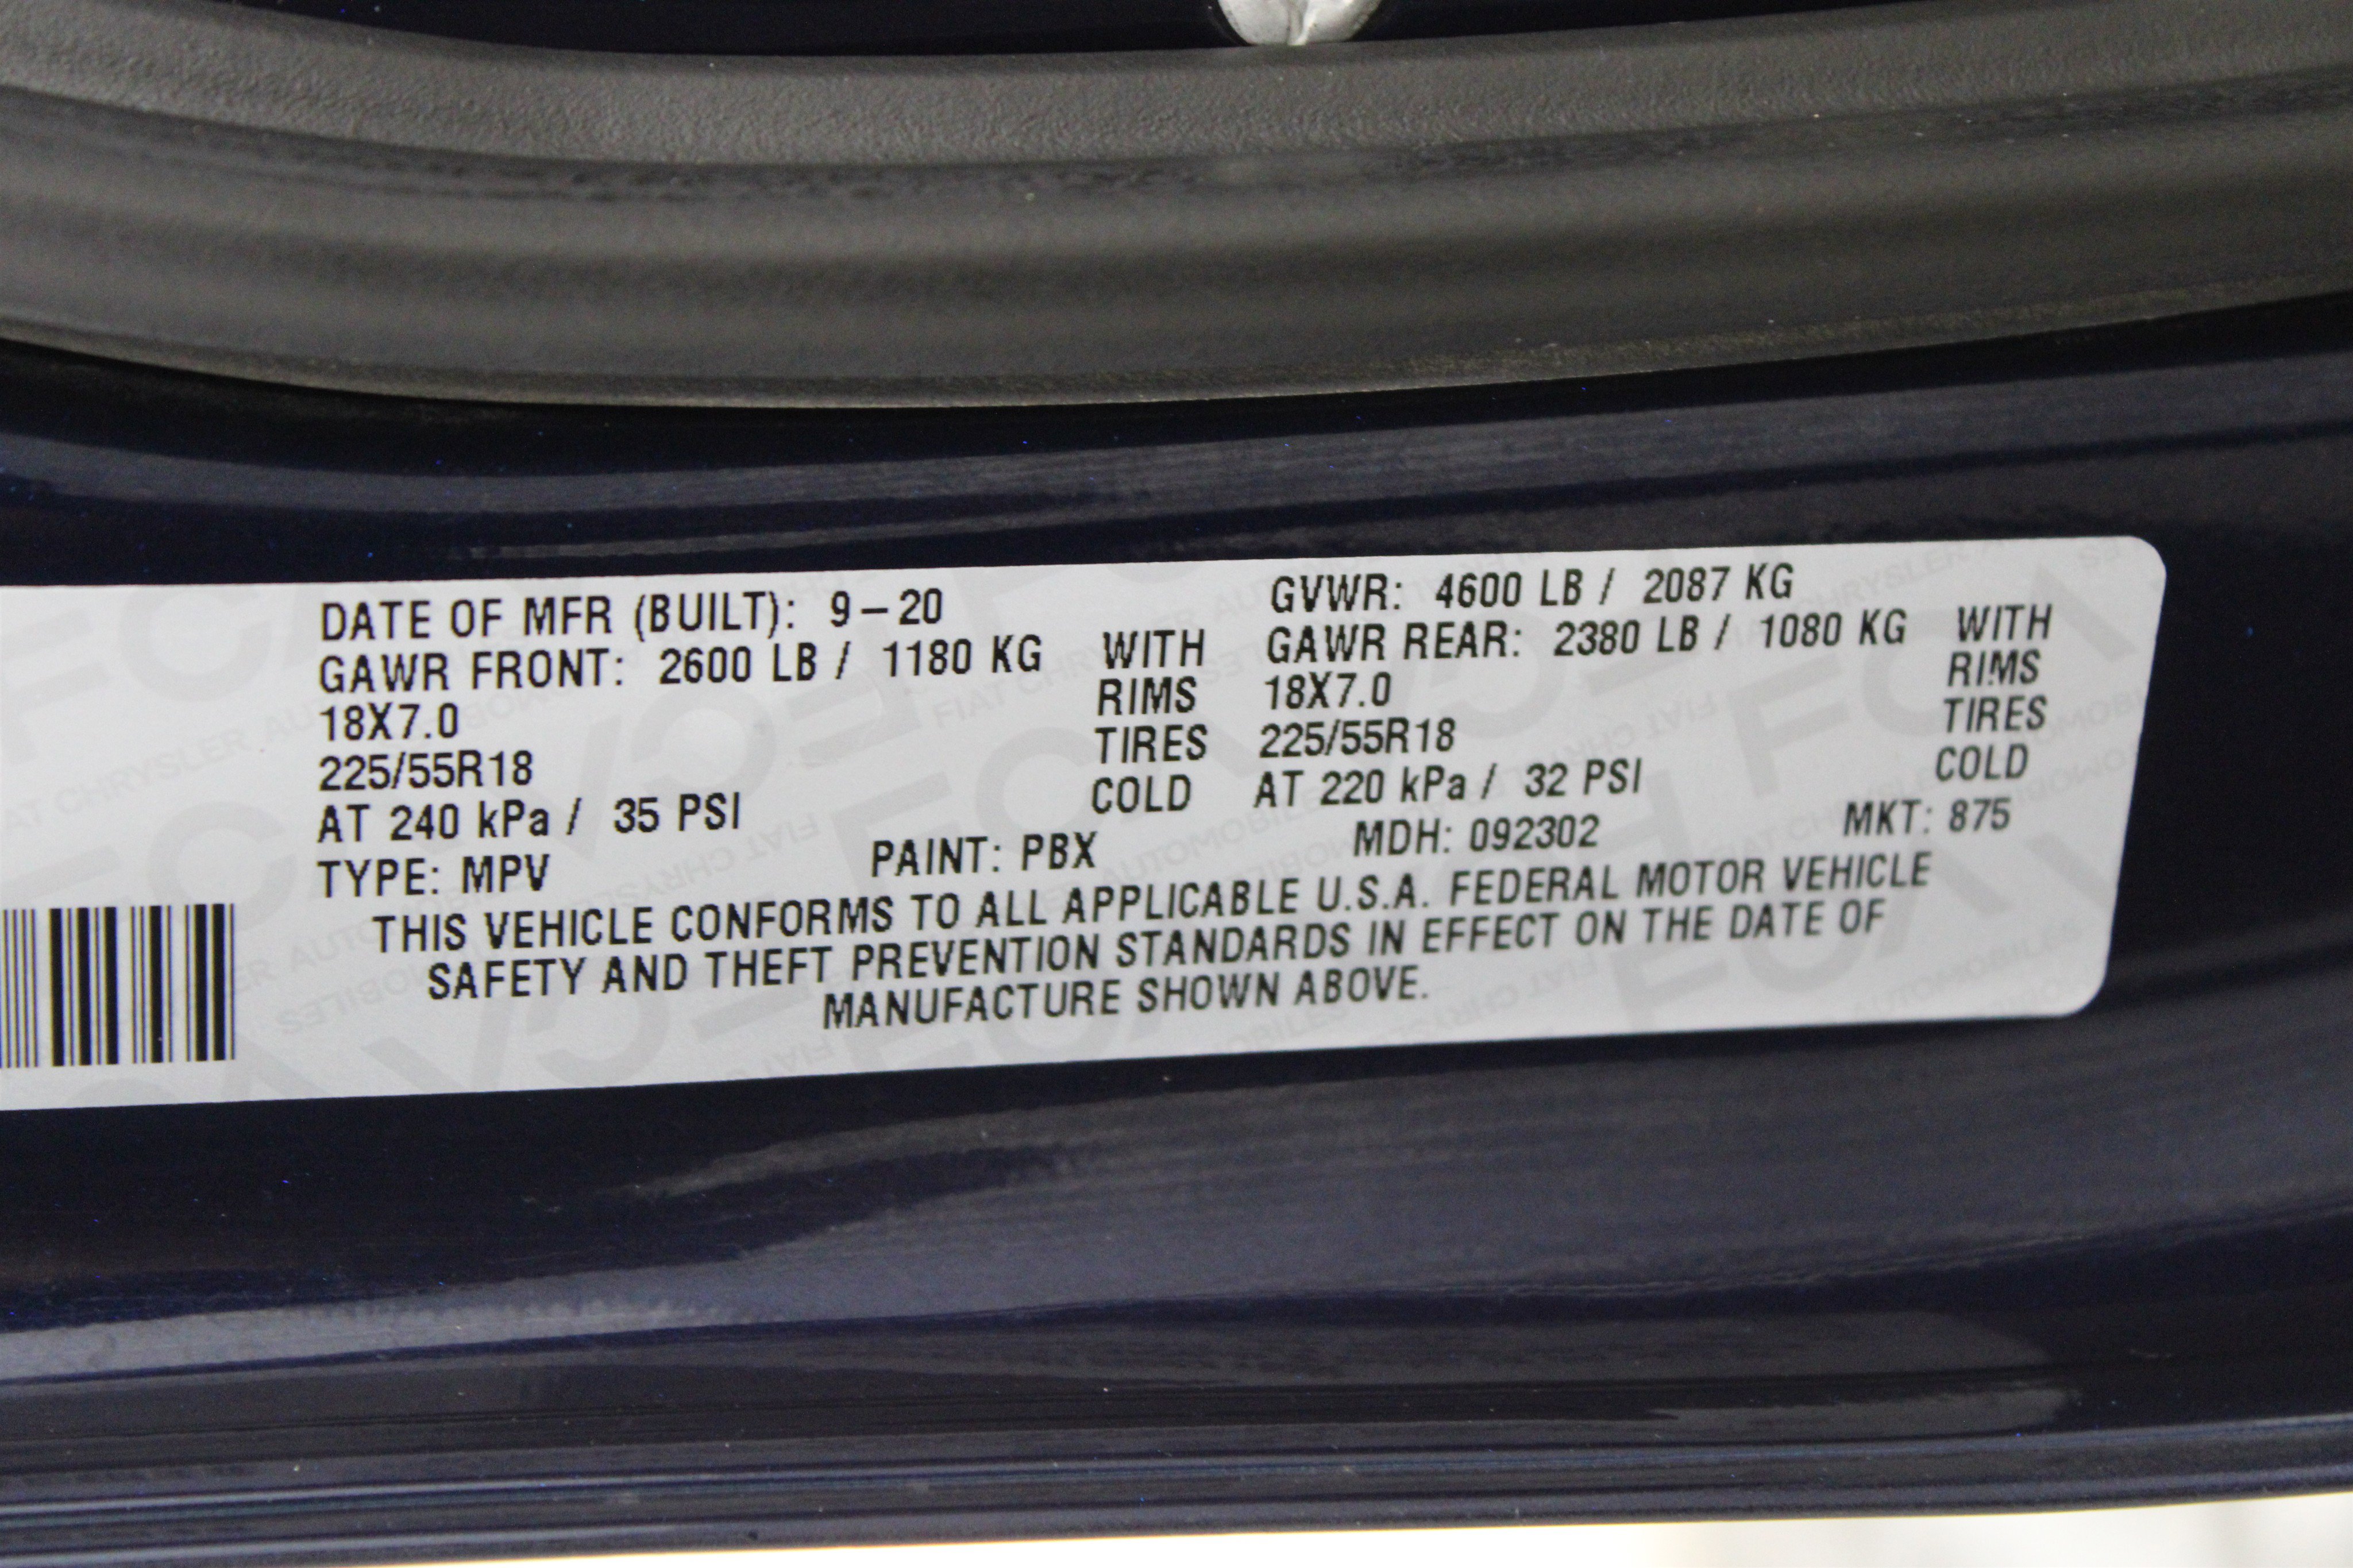 DATE OF MFR (BUILT): 9-20 GVWR: 4600 LB / 2087 KG
GAWR FRONT: 2600 LB / 1180 KG WITH GAWR REAR: 2380 LB / 1080 KG WITH
18X7.0 RIMS 18X7.0 RIMS
225/55R18 TIRES 225/55R18 TIRES
AT 240 kPa / 35 PSI COLD AT 220 kPa / 32 PSI COLD
TYPE: MPV PAINT: PBX MDH: 092302 MKT: 875
THIS VEHICLE CONFORMS TO ALL APPLICABLE U.S.A. FEDERAL MOTOR VEHICLE
SAFETY AND THEFT PREVENTION STANDARDS IN EFFECT ON THE DATE OF
MANUFACTURE SHOWN ABOVE.